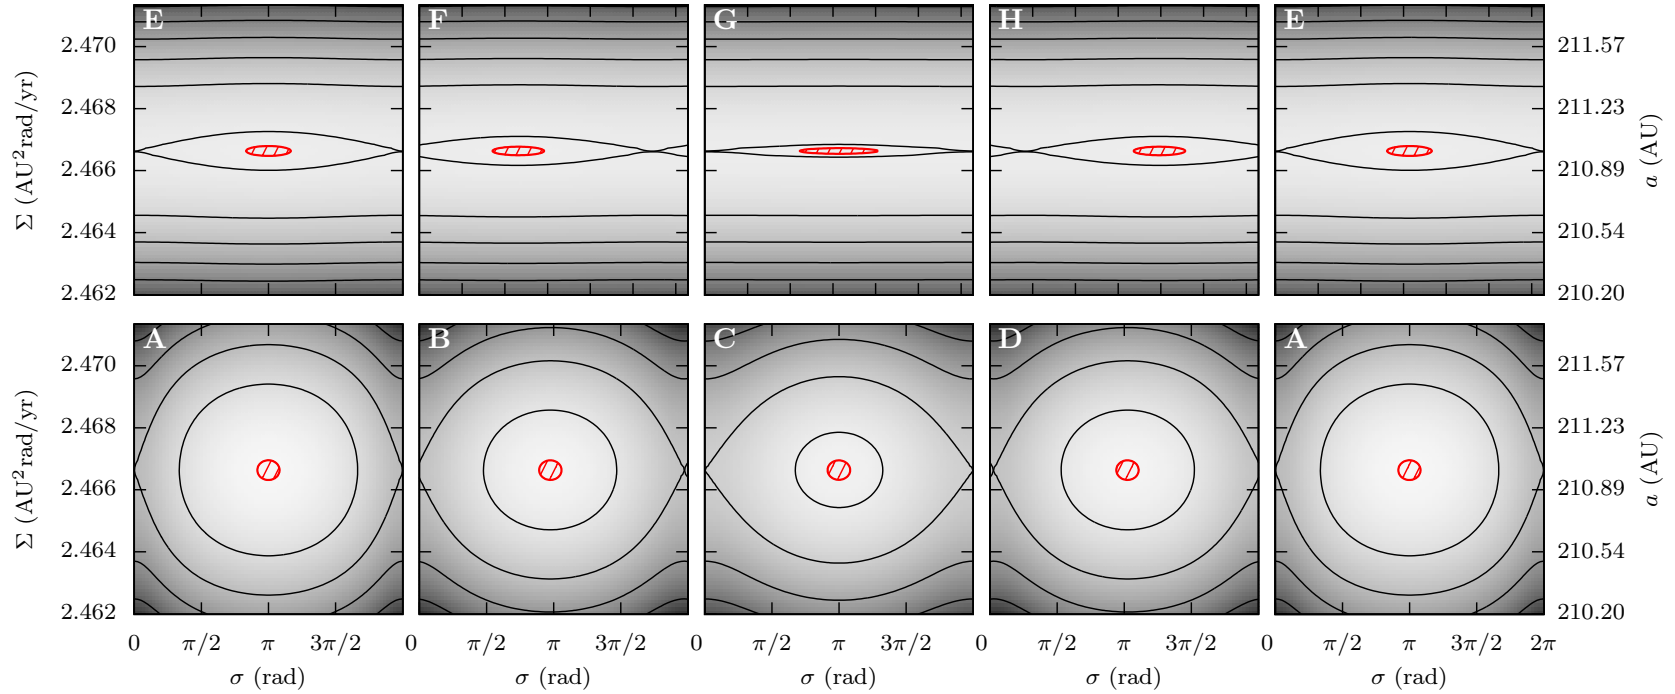 E F G H E
2.470 211.57
2.468 211.23
2.466 210.89
2.464 210.54
2.462 210.20
Σ (AU²rad/yr) a (AU)
A B C D A
2.470 211.57
2.468 211.23
2.466 210.89
2.464 210.54
2.462 210.20
Σ (AU²rad/yr) a (AU)
0 π/2 π 3π/2 0 π/2 π 3π/2 0 π/2 π 3π/2 0 π/2 π 3π/2 0 π/2 π 3π/2 2π
σ (rad) σ (rad) σ (rad) σ (rad) σ (rad)